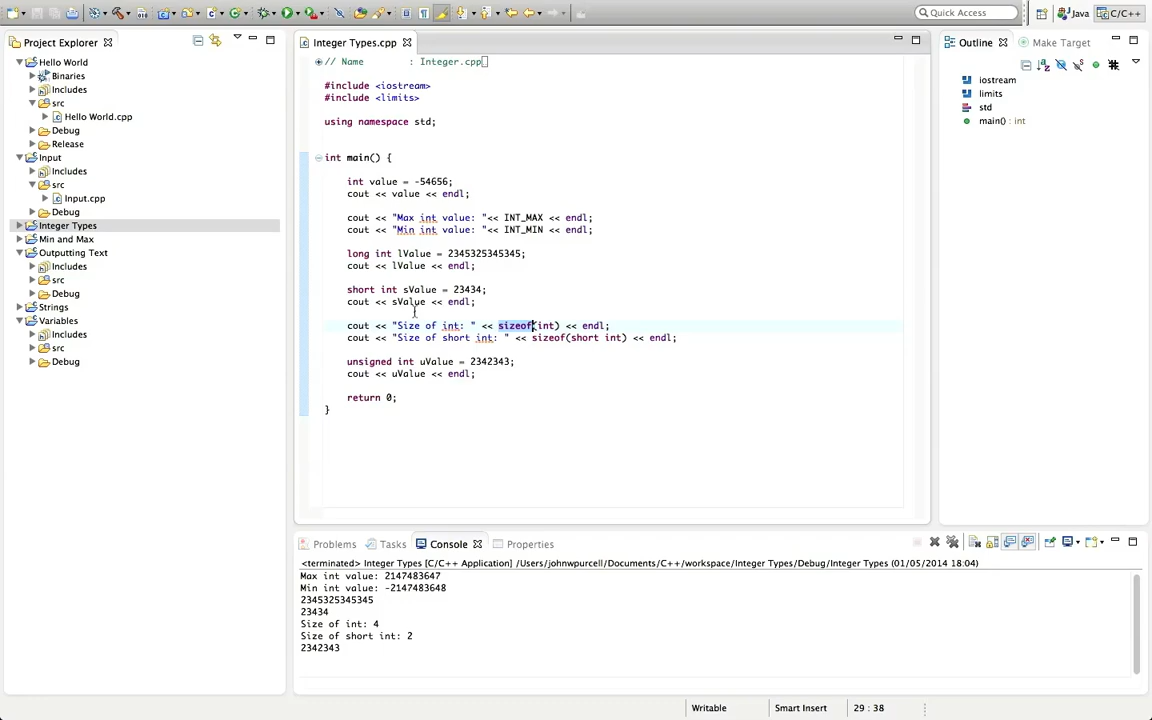 Quick Access
Java
C/C++
Project Explorer
Hello World
Binaries
Includes
src
Hello World.cpp
Debug
Release
Input
Includes
src
Input.cpp
Debug
Integer Types
Min and Max
Outputting Text
Includes
src
Debug
Strings
Variables
Includes
src
Debug
Integer Types.cpp
// Name : Integer.cpp
#include <iostream>
#include <limits>
using namespace std;
int main() {
int value = -54656;
cout << value << endl;
cout << "Max int value: "<< INT_MAX << endl;
cout << "Min int value: "<< INT_MIN << endl;
long int lValue = 2345325345345;
cout << lValue << endl;
short int sValue = 23434;
cout << sValue << endl;
cout << "Size of int: " << sizeof(int) << endl;
cout << "Size of short int: " << sizeof(short int) << endl;
unsigned int uValue = 2342343;
cout << uValue << endl;
return 0;
}
Outline
Make Target
iostream
limits
std
main() : int
Problems Tasks Console Properties
<terminated> Integer Types [C/C++ Application] /Users/johnwpurcell/Documents/C++/workspace/Integer Types/Debug/Integer Types (01/05/2014 18:04)
Max int value: 2147483647
Min int value: -2147483648
2345325345345
23434
Size of int: 4
Size of short int: 2
2342343
Writable Smart Insert 29 : 38